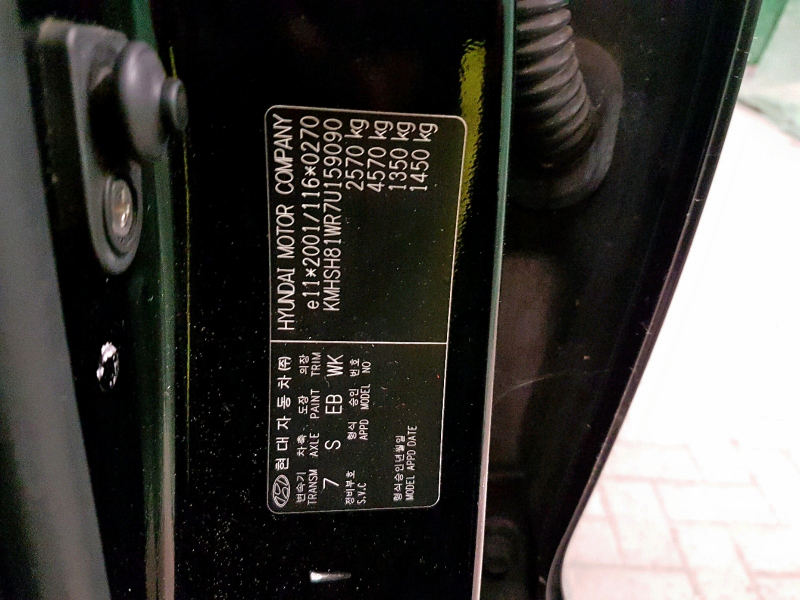 현대자동차(주) HYUNDAI MOTOR COMPANY
변속기 차축 도장 의장
TRANSM AXLE PAINT TRIM
7 S EB WK
정비부호 형식 승인 번호
S.V.C APPD MODEL NO
형식승인년월일
MODEL APPD DATE
e11*2001/116*0270
KMHSH81WR7U159090
2570 kg
4570 kg
1350 kg
1450 kg